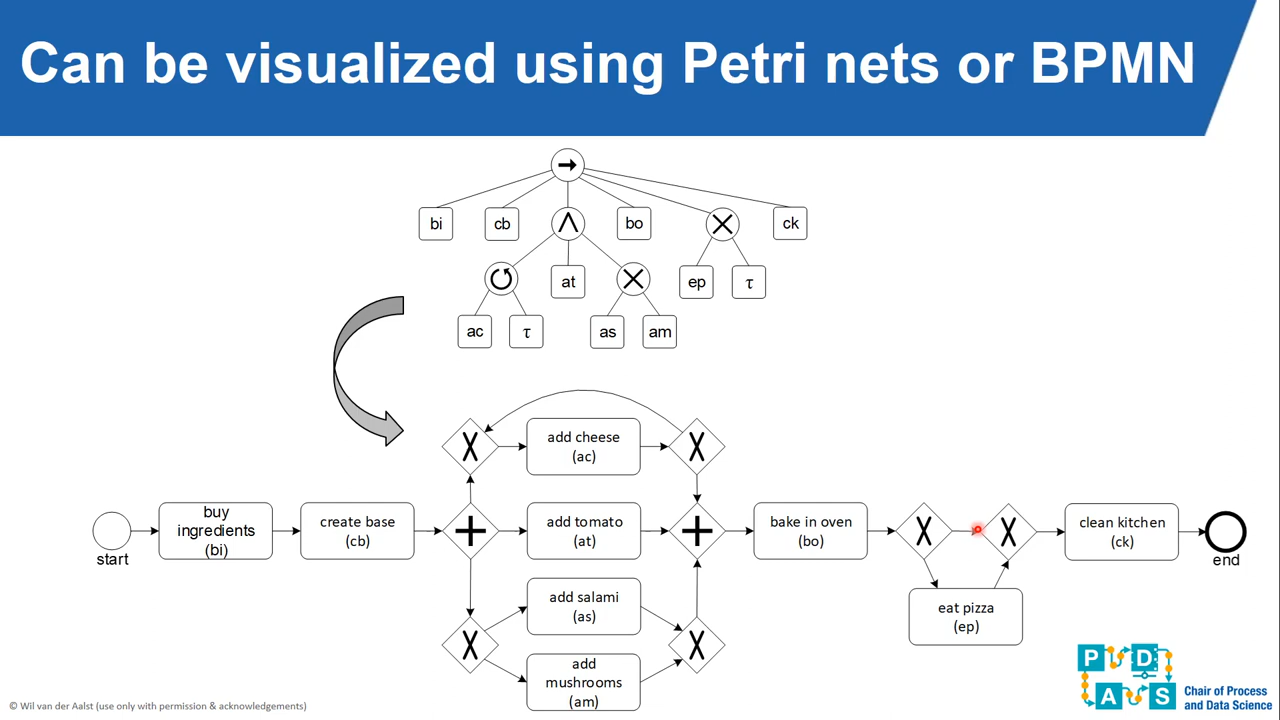 Can be visualized using Petri nets or BPMN
→
bi cb ∧ bo × ck
↻ at × ep τ
ac τ as am
add cheese
(ac)
X X
buy
ingredients
(bi)
create base
(cb)
+
add tomato
(at)
+
bake in oven
(bo)
X X
clean kitchen
(ck)
start
end
add salami
(as)
X X
add
mushrooms
(am)
eat pizza
(ep)
P D
A S
Chair of Process
and Data Science
© Wil van der Aalst (use only with permission & acknowledgements)